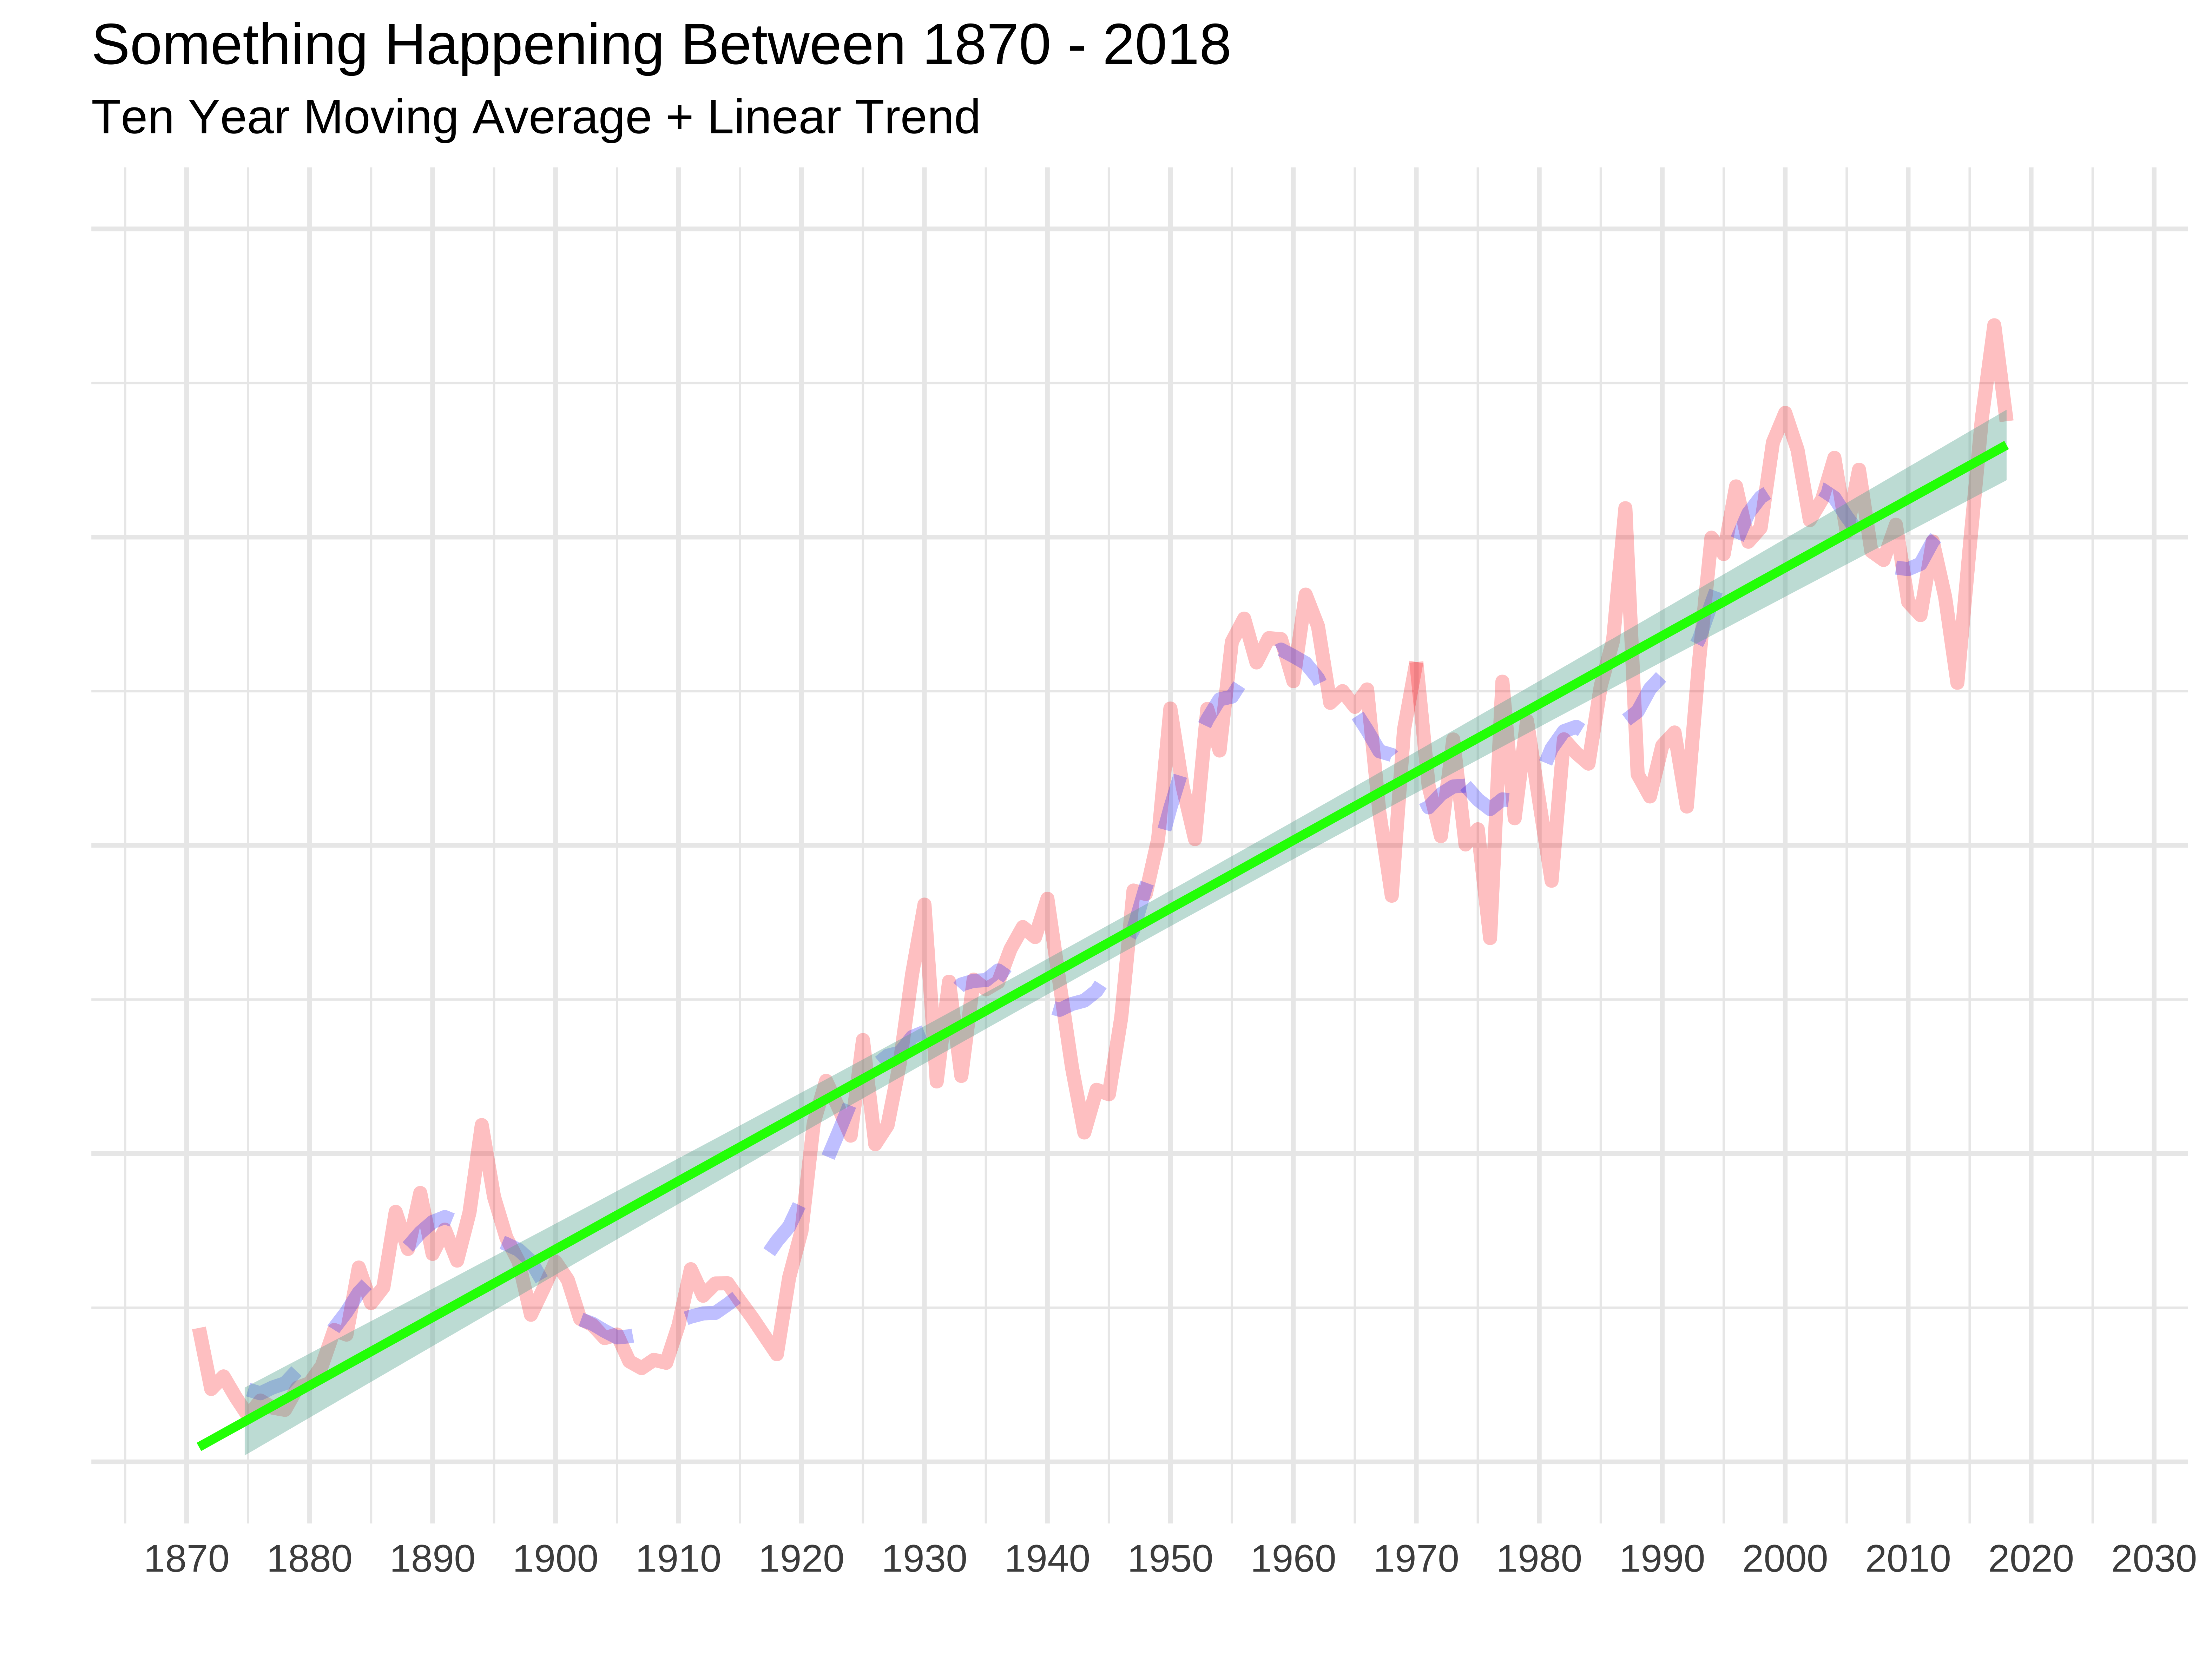 Something Happening Between 1870 - 2018
Ten Year Moving Average + Linear Trend
1870 1880 1890 1900 1910 1920 1930 1940 1950 1960 1970 1980 1990 2000 2010 2020 2030